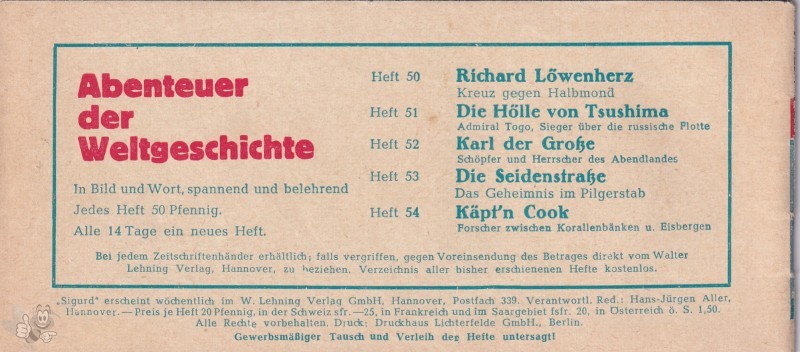 Abenteuer
der
Weltgeschichte
In Bild und Wort, spannend und belehrend
Jedes Heft 50 Pfennig.
Alle 14 Tage ein neues Heft.
Heft 50 Richard Löwenherz
Kreuz gegen Halbmond
Heft 51 Die Hölle von Tsushima
Admiral Togo, Sieger über die russische Flotte
Heft 52 Karl der Große
Schöpfer und Herrscher des Abendlandes
Heft 53 Die Seidenstraße
Das Geheimnis im Pilgerstab
Heft 54 Käpt'n Cook
Forscher zwischen Korallenbänken u. Eisbergen
Bei jedem Zeitschriftenhänder erhältlich; falls vergriffen, gegen Voreinsendung des Betrages direkt vom Walter
Lehning Verlag, Hannover, zu beziehen. Verzeichnis aller bisher erschienenen Hefte kostenlos.
„Sigurd" erscheint wöchentlich im W. Lehning Verlag GmbH, Hannover, Postfach 339. Verantwortl. Red.: Hans-Jürgen Aller,
Hannover. — Preis je Heft 20 Pfennig, in der Schweiz sfr. —25, in Frankreich und im Saargebiet fsfr. 20, in Österreich ö. S. 1,50.
Alle Rechte vorbehalten. Druck: Druckhaus Lichterfelde GmbH., Berlin.
Gewerbsmäßiger Tausch und Verleih der Hefte untersagt!